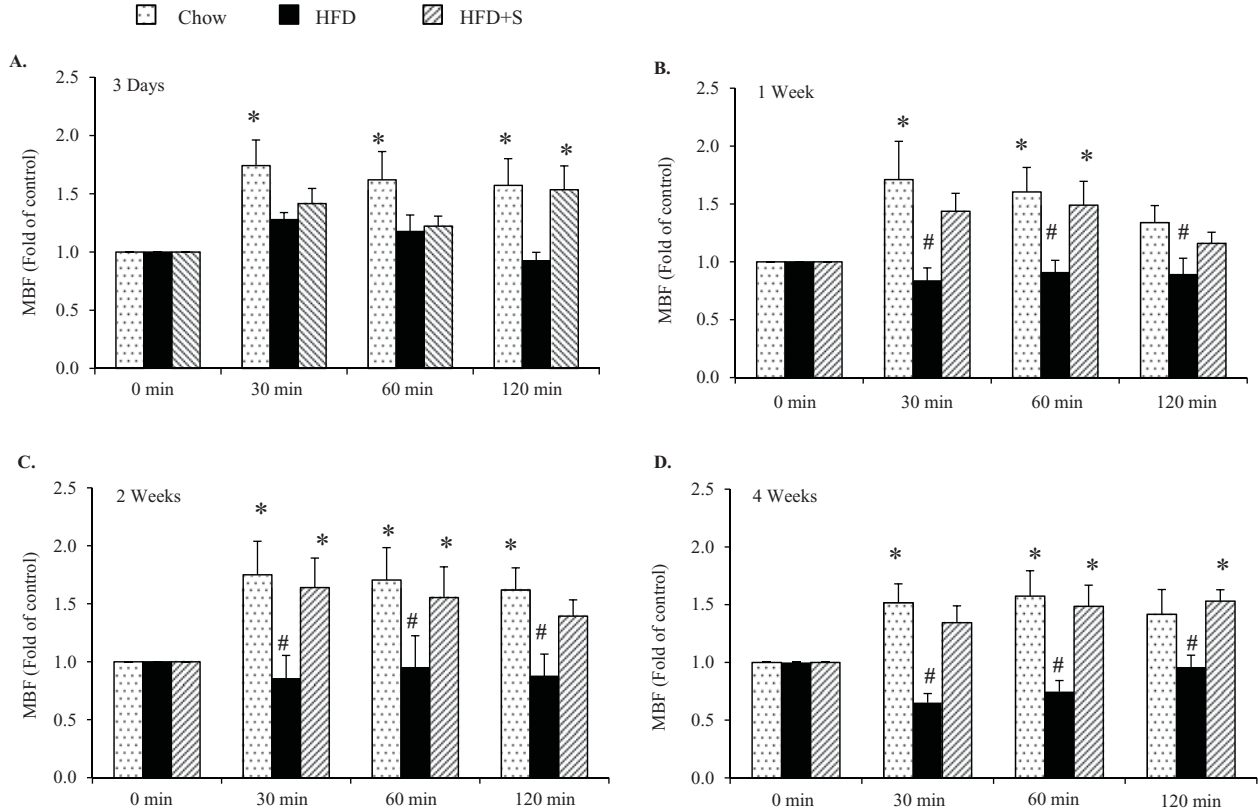 Chow HFD HFD+S
A.
3 Days
2.5
2.0
1.5
1.0
0.5
0.0
MBF (Fold of control)
* * * *
0 min 30 min 60 min 120 min
B.
1 Week
2.5
2.0
1.5
1.0
0.5
0.0
MBF (Fold of control)
* * *
# # #
0 min 30 min 60 min 120 min
C.
2 Weeks
2.5
2.0
1.5
1.0
0.5
0.0
MBF (Fold of control)
* * * * *
# # #
0 min 30 min 60 min 120 min
D.
4 Weeks
2.5
2.0
1.5
1.0
0.5
0.0
MBF (Fold of control)
* * * *
# # #
0 min 30 min 60 min 120 min